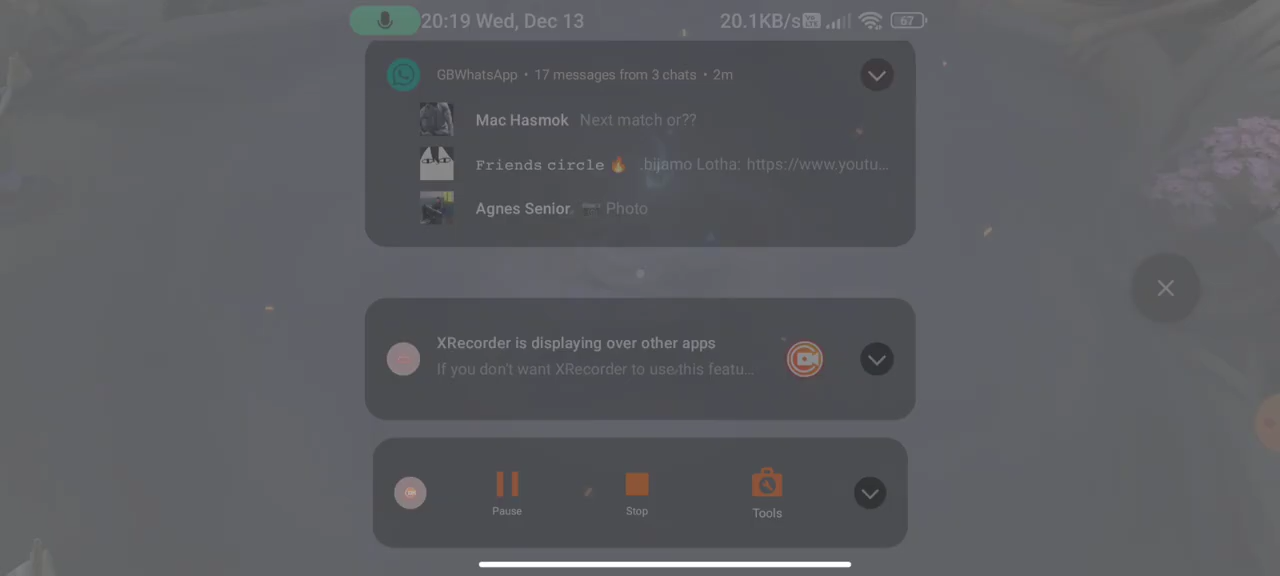 20:19 Wed, Dec 13 20.1KB/s 67
GBWhatsApp • 17 messages from 3 chats • 2m
Mac Hasmok Next match or??
Friends circle 🔥 .bijamo Lotha: https://www.youtu...
Agnes Senior 📷 Photo
XRecorder is displaying over other apps
If you don't want XRecorder to use this featu...
Pause Stop Tools